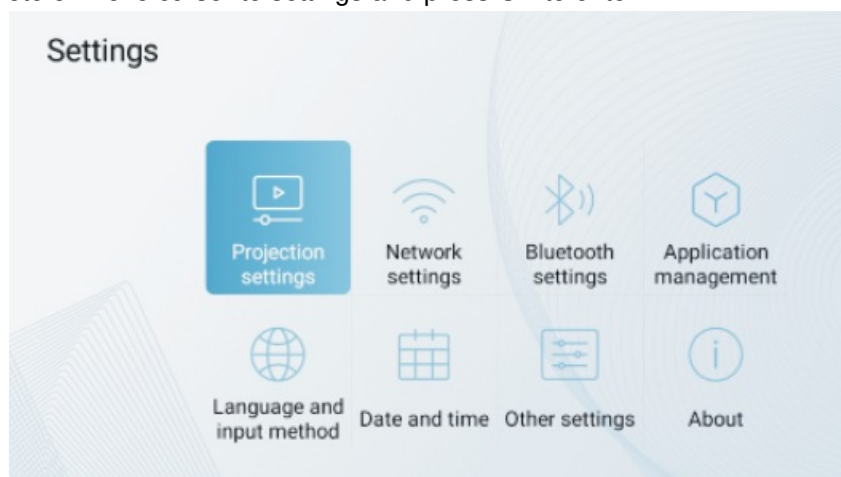 Settings
Projection
settings
Network
settings
Bluetooth
settings
Application
management
Language and
input method
Date and time
Other settings
About